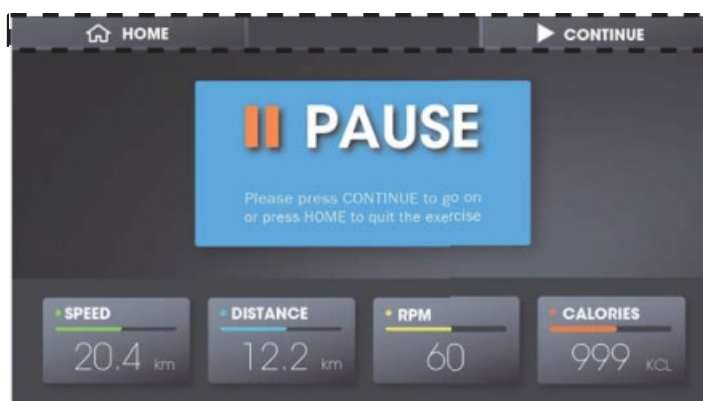 HOME
CONTINUE
PAUSE
Please press CONTINUE to go on
or press HOME to quit the exercise
SPEED
20.4 km
DISTANCE
12.2 km
RPM
60
CALORIES
999 KCL